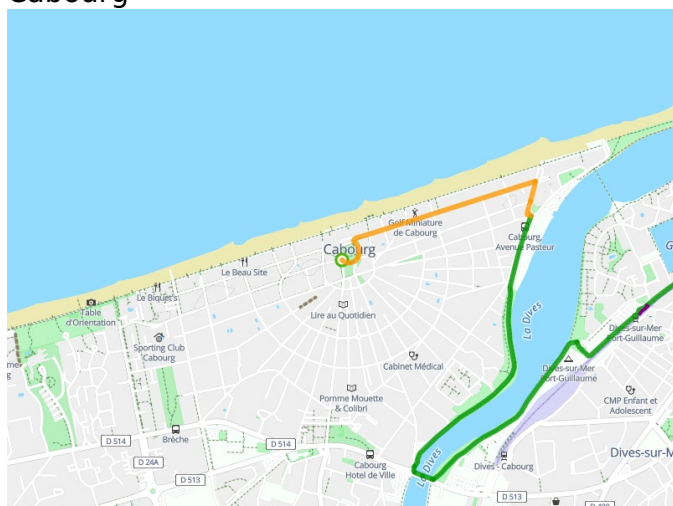 Cabourg
Golf Miniature
de Cabourg
Cabourg,
Avenue Pasteur
Cabourg
Le Beau Site
Le Biquet's
Table
d'Orientation
Lire au Quotidien
La Dives
Dives-sur-Mer
Port-Guillaume
Sporting Club
Cabourg
Cabinet Médical
Dives-sur-Mer
Port-Guillaume
Pomme Mouette
& Colibri
CMP Enfant et
Adolescent
Brèche
D 514
D 514
D 24A
Cabourg
Hotel de Ville
La Dives
Dives - Cabourg
Dives-sur-M
D 513
D 513